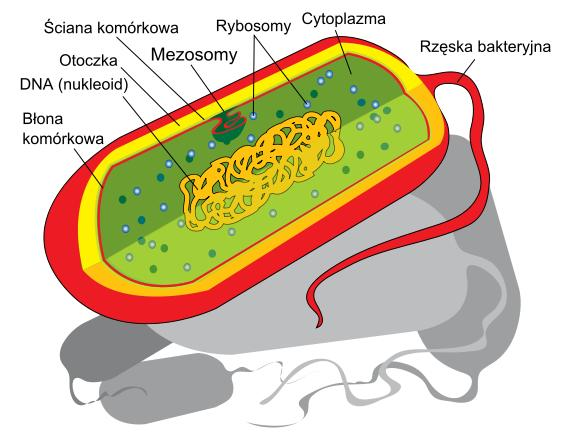 Ściana komórkowa
Rybosomy
Cytoplazma
Rzęska bakteryjna
Mezosomy
Otoczka
DNA (nukleoid)
Błona
komórkowa